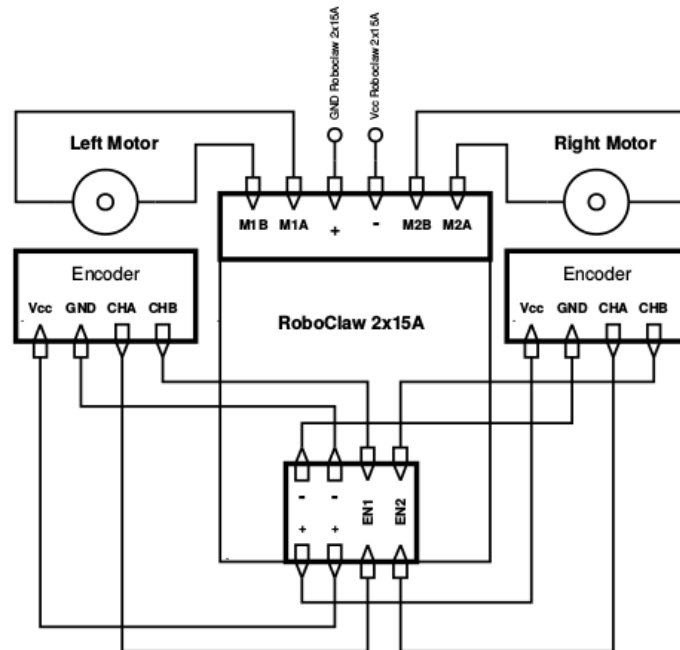 GND Roboclaw 2x15A
Vcc Roboclaw 2x15A
Left Motor
Right Motor
M1B M1A + - M2B M2A
Encoder
Vcc GND CHA CHB
RoboClaw 2x15A
Encoder
Vcc GND CHA CHB
- - EN1 EN2
+ +